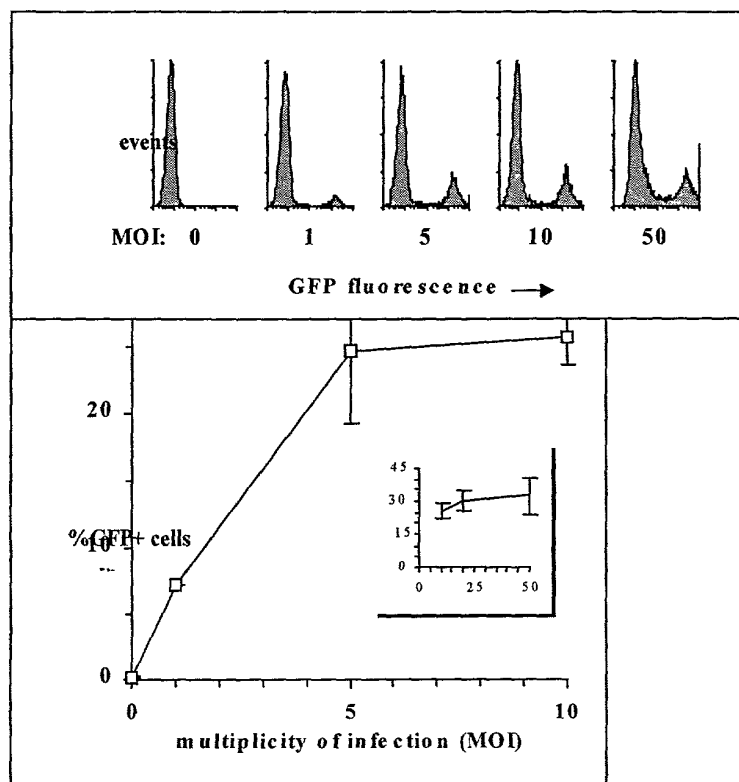 events
MOI: 0 1 5 10 50
GFP fluorescence
20
%GFP+ cells
10
0
0 5 10
multiplicity of infection (MOI)
45
30
15
0
0 25 50